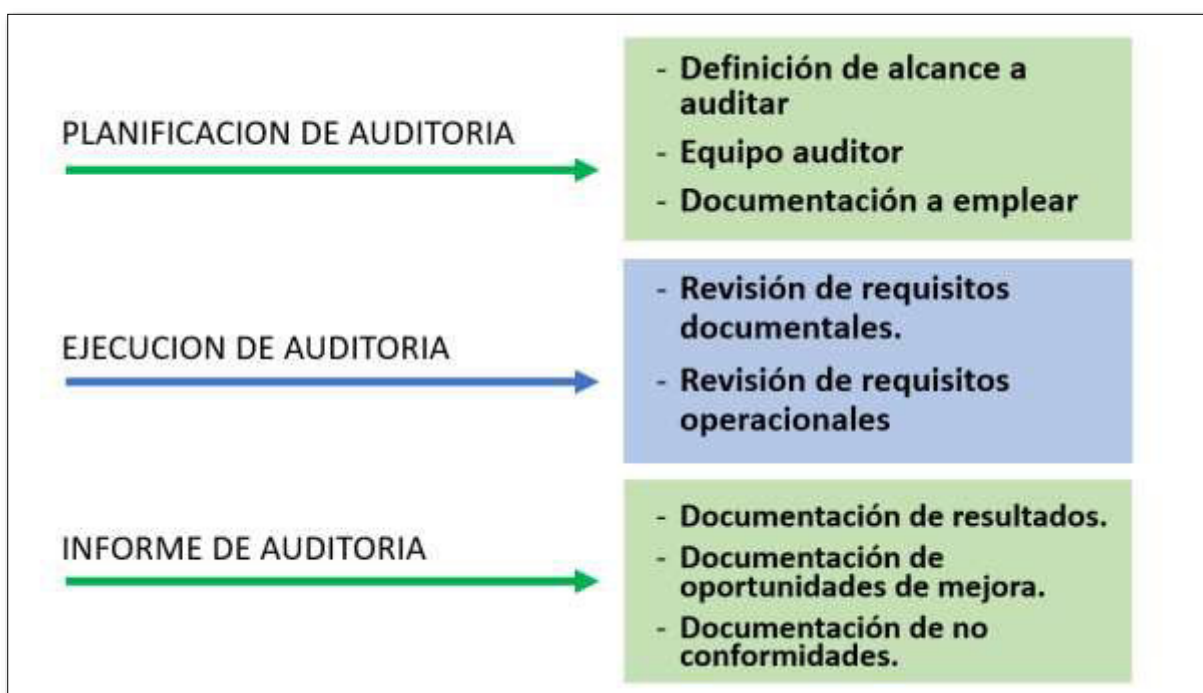 PLANIFICACION DE AUDITORIA
- Definición de alcance a
auditar
- Equipo auditor
- Documentación a emplear
EJECUCION DE AUDITORIA
- Revisión de requisitos
documentales.
- Revisión de requisitos
operacionales
INFORME DE AUDITORIA
- Documentación de resultados.
- Documentación de
oportunidades de mejora.
- Documentación de no
conformidades.